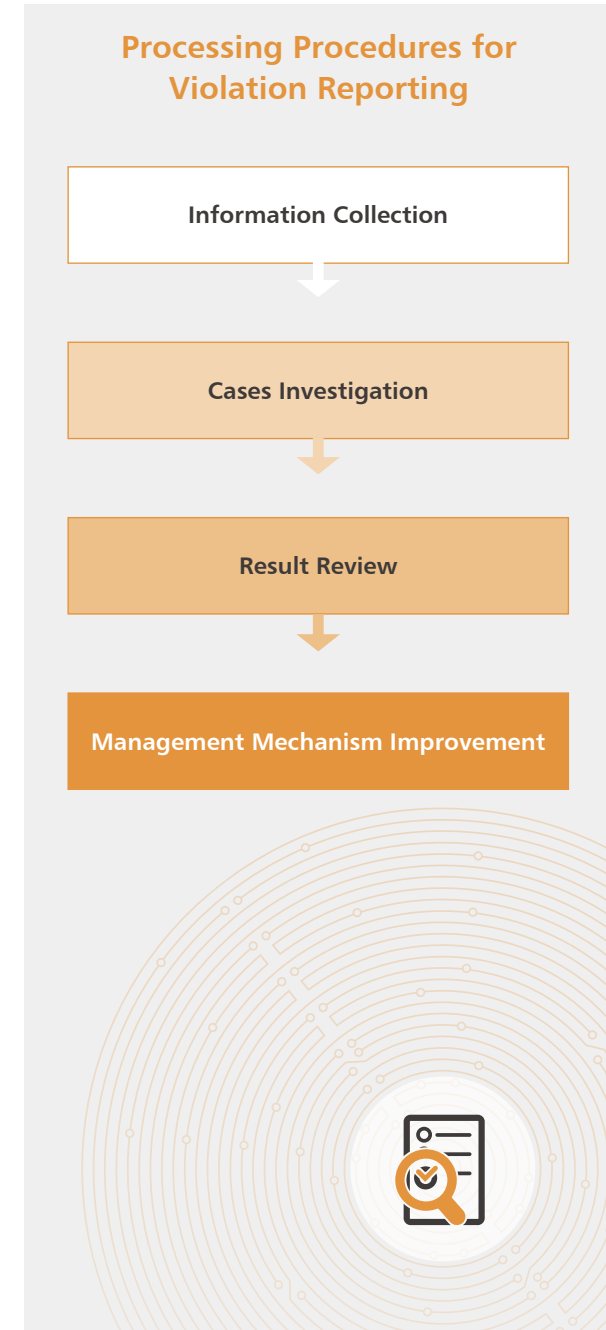 Processing Procedures for
Violation Reporting
Information Collection
Cases Investigation
Result Review
Management Mechanism Improvement